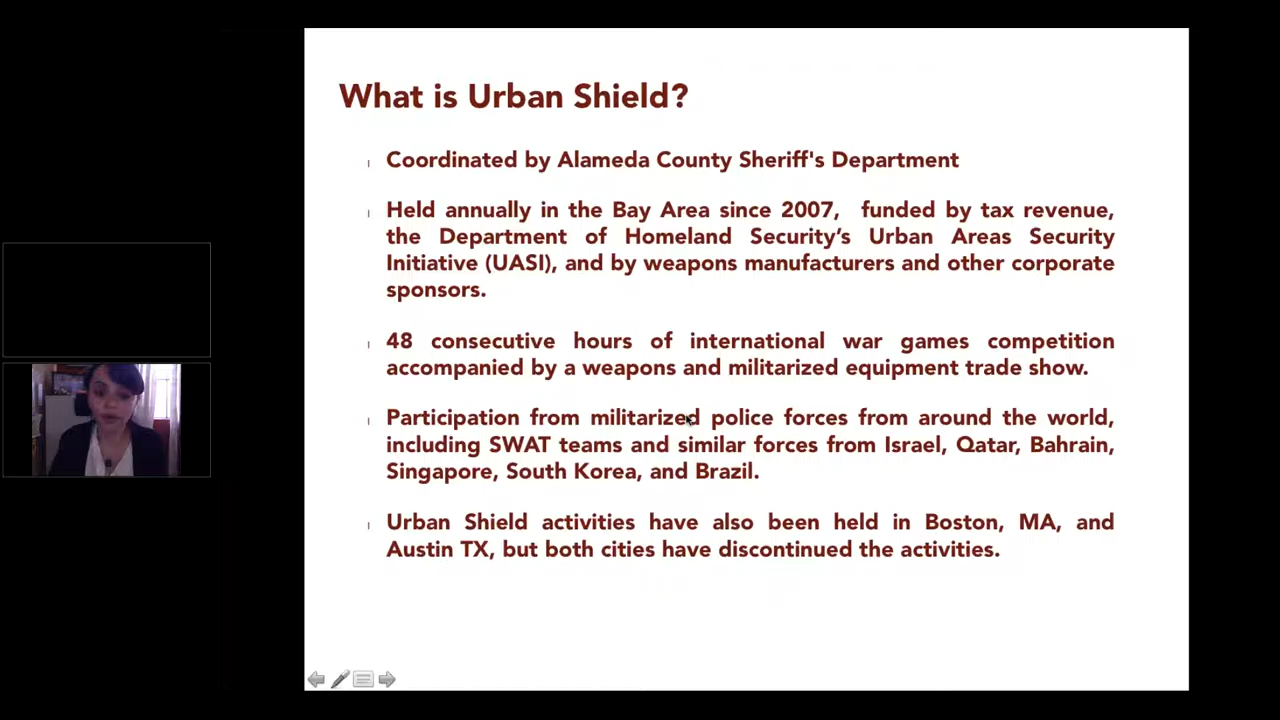 What is Urban Shield?
Coordinated by Alameda County Sheriff's Department
Held annually in the Bay Area since 2007, funded by tax revenue,
the Department of Homeland Security’s Urban Areas Security
Initiative (UASI), and by weapons manufacturers and other corporate
sponsors.
48 consecutive hours of international war games competition
accompanied by a weapons and militarized equipment trade show.
Participation from militarized police forces from around the world,
including SWAT teams and similar forces from Israel, Qatar, Bahrain,
Singapore, South Korea, and Brazil.
Urban Shield activities have also been held in Boston, MA, and
Austin TX, but both cities have discontinued the activities.